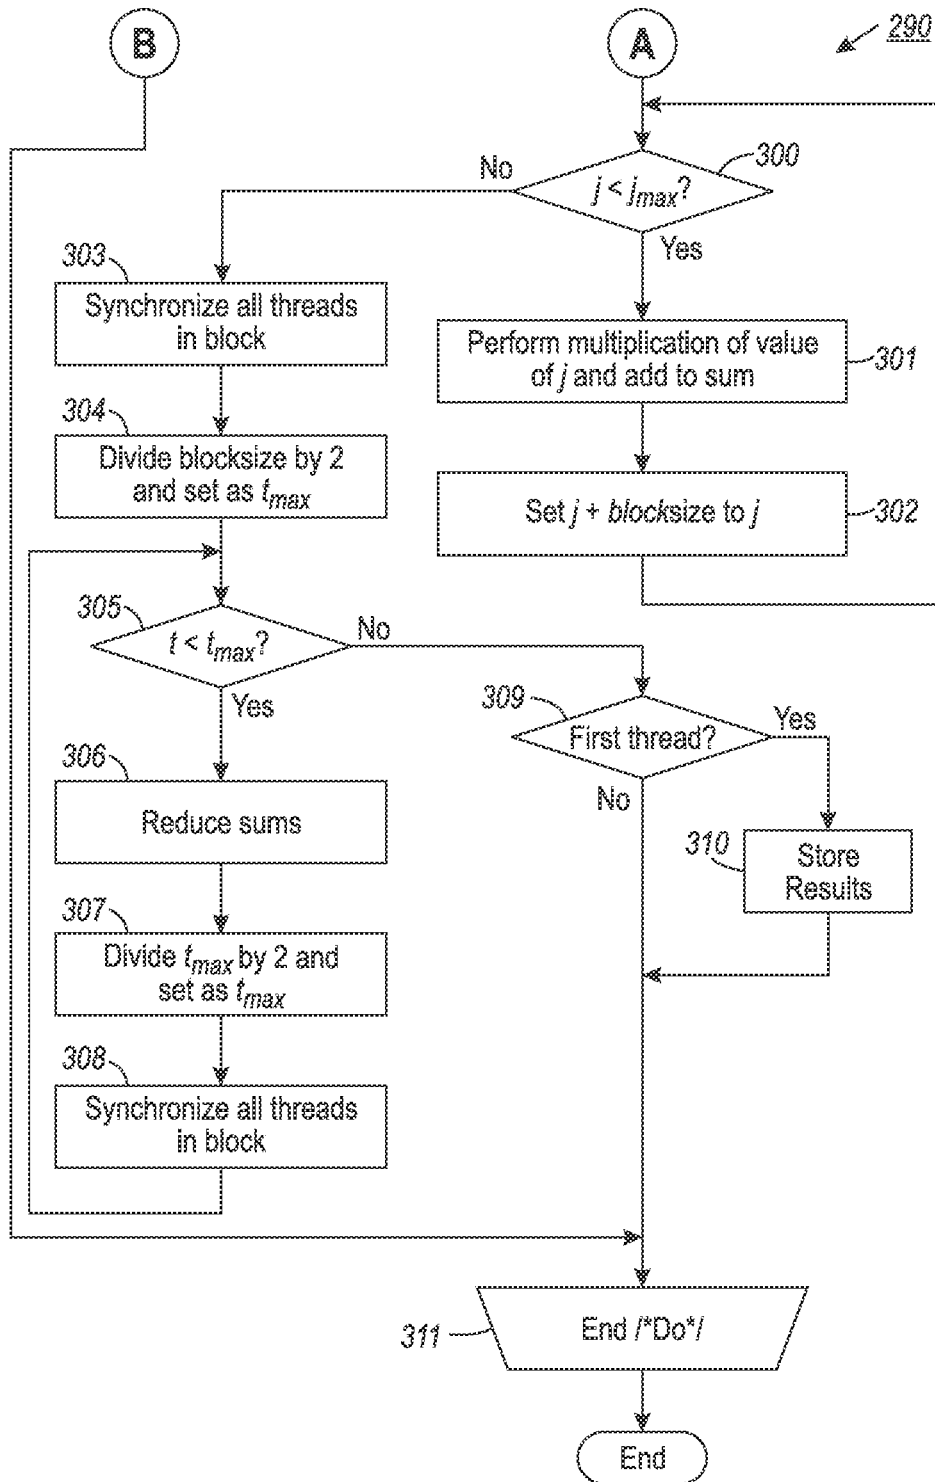 B
A
290
300
j < jmax?
No
Yes
303
Synchronize all threads
in block
Perform multiplication of value
of j and add to sum
301
304
Divide blocksize by 2
and set as tmax
Set j + blocksize to j
302
305
t < tmax?
No
Yes
309
First thread?
Yes
No
306
Reduce sums
310
Store
Results
307
Divide tmax by 2 and
set as tmax
308
Synchronize all threads
in block
311
End /*Do*/
End